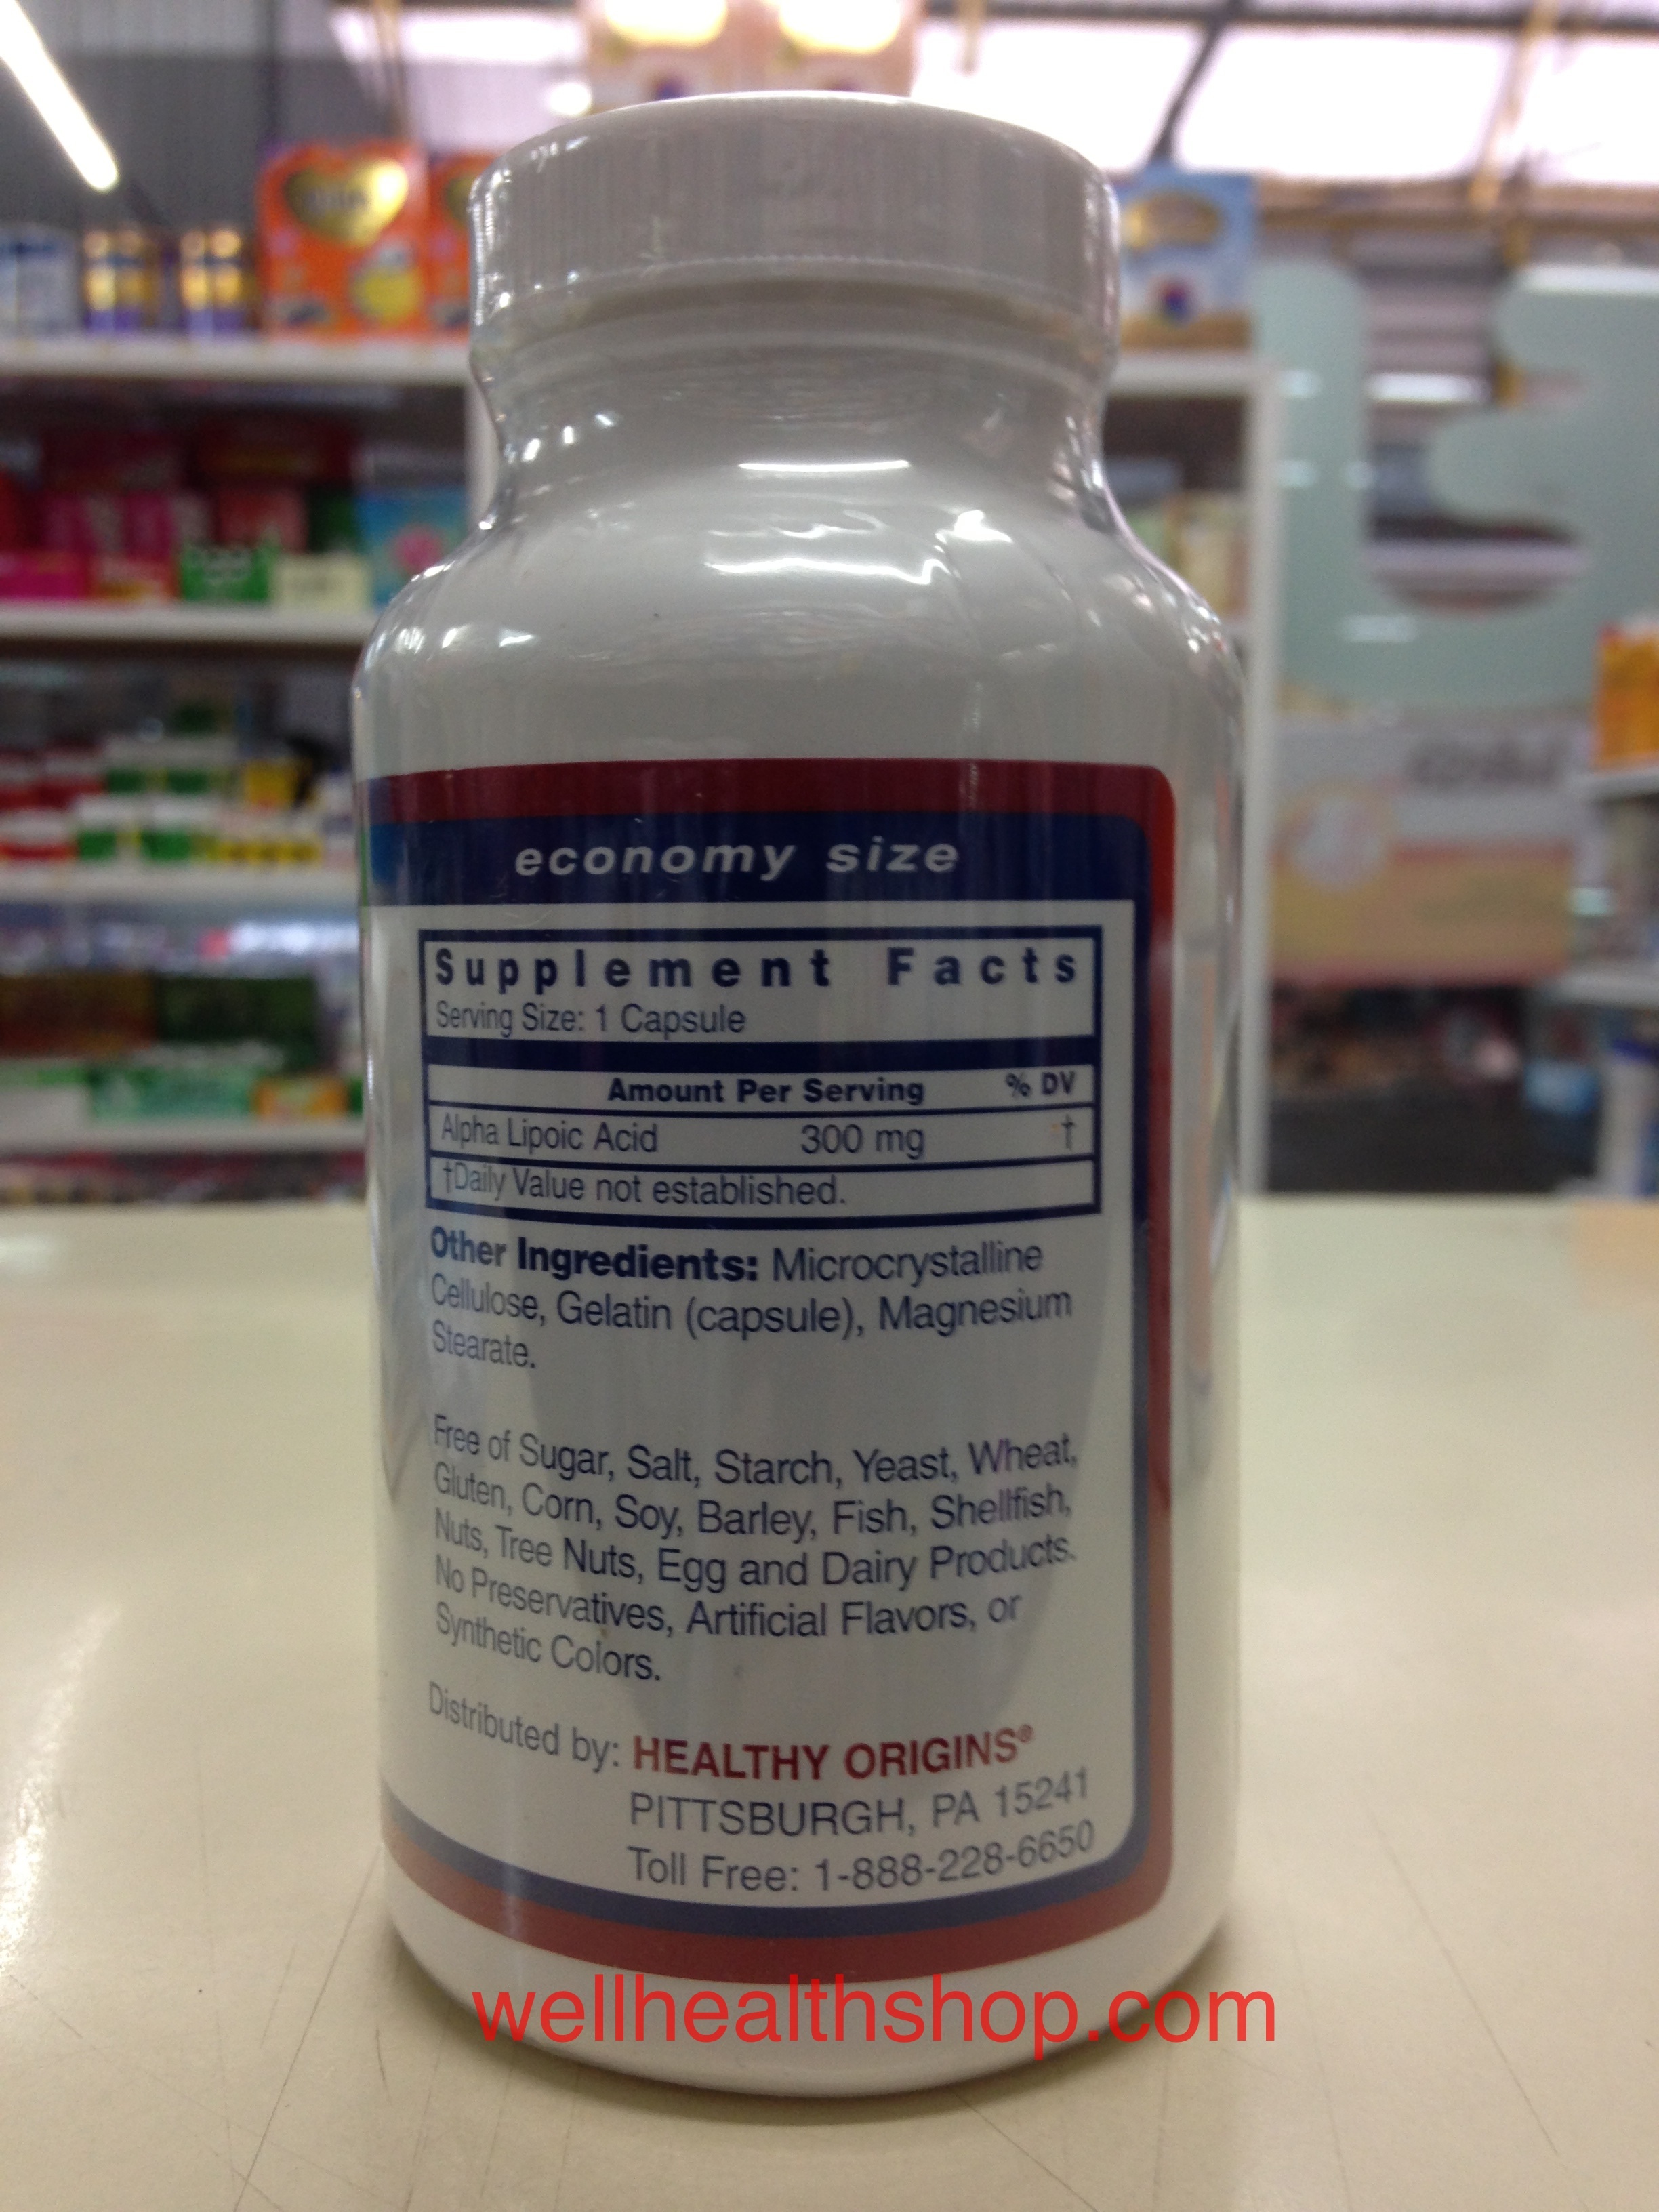 economy size
Supplement Facts
Serving Size: 1 Capsule
Amount Per Serving % DV
Alpha Lipoic Acid 300 mg †
†Daily Value not established.
Other Ingredients: Microcrystalline
Cellulose, Gelatin (capsule), Magnesium
Stearate.
Free of Sugar, Salt, Starch, Yeast, Wheat,
Gluten, Corn, Soy, Barley, Fish, Shellfish,
Nuts, Tree Nuts, Egg and Dairy Products.
No Preservatives, Artificial Flavors, or
Synthetic Colors.
Distributed by: HEALTHY ORIGINS®
PITTSBURGH, PA 15241
Toll Free: 1-888-228-6650
wellhealthshop.com